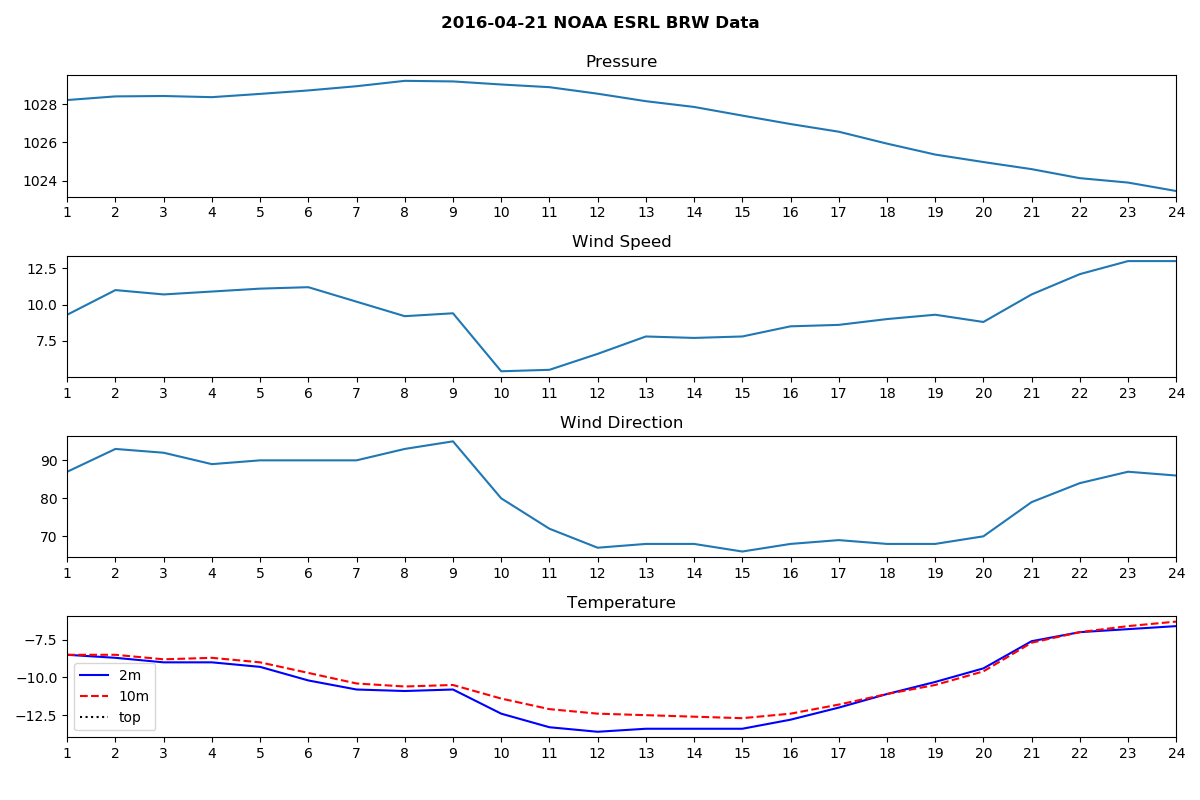 2016-04-21 NOAA ESRL BRW Data
Pressure
1028
1026
1024
1 2 3 4 5 6 7 8 9 10 11 12 13 14 15 16 17 18 19 20 21 22 23 24
Wind Speed
12.5
10.0
7.5
1 2 3 4 5 6 7 8 9 10 11 12 13 14 15 16 17 18 19 20 21 22 23 24
Wind Direction
90
80
70
1 2 3 4 5 6 7 8 9 10 11 12 13 14 15 16 17 18 19 20 21 22 23 24
Temperature
−7.5
−10.0
−12.5
2m
10m
top
1 2 3 4 5 6 7 8 9 10 11 12 13 14 15 16 17 18 19 20 21 22 23 24